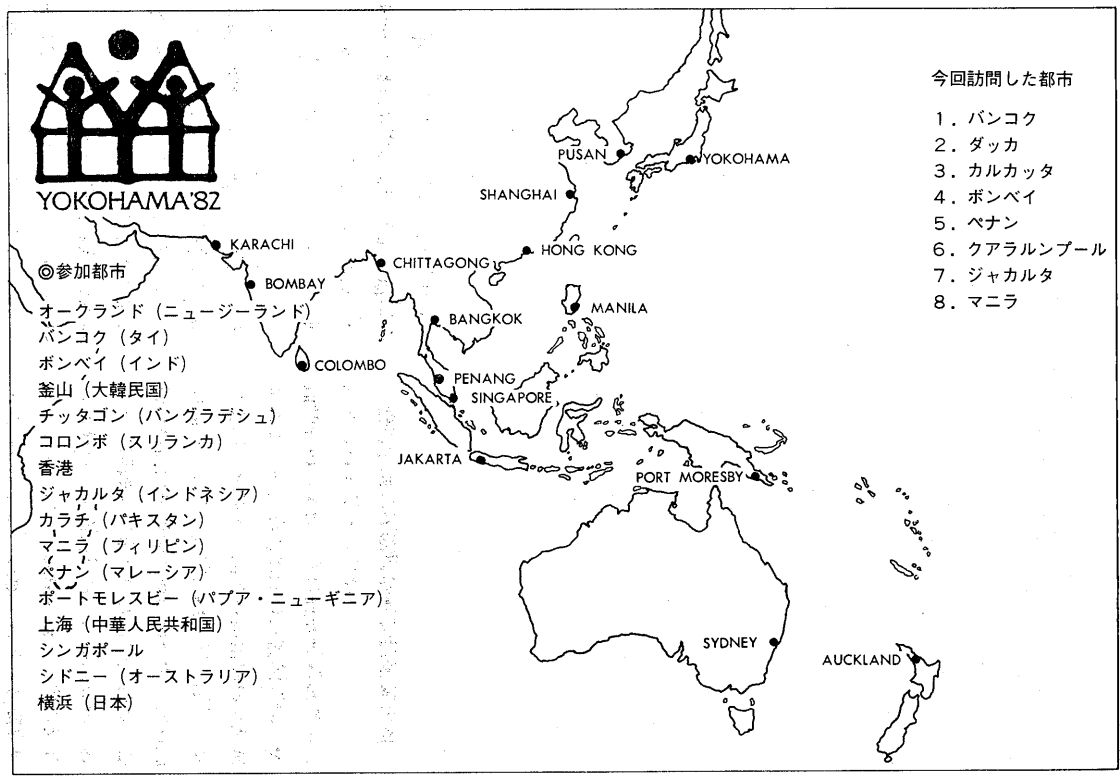 YOKOHAMA'82
◎参加都市
オークランド（ニュージーランド）
バンコク（タイ）
ボンベイ（インド）
釜山（大韓民国）
チッタゴン（バングラデシュ）
コロンボ（スリランカ）
香港
ジャカルタ（インドネシア）
カラチ（パキスタン）
マニラ（フィリピン）
ペナン（マレーシア）
ポートモレスビー（パプア・ニューギニア）
上海（中華人民共和国）
シンガポール
シドニー（オーストラリア）
横浜（日本）
PUSAN
YOKOHAMA
SHANGHAI
KARACHI
HONG KONG
CHITTAGONG
BOMBAY
MANILA
BANGKOK
COLOMBO
PENANG
SINGAPORE
JAKARTA
PORT MORESBY
SYDNEY
AUCKLAND
今回訪問した都市
1．バンコク
2．ダッカ
3．カルカッタ
4．ボンベイ
5．ペナン
6．クアラルンプール
7．ジャカルタ
8．マニラ